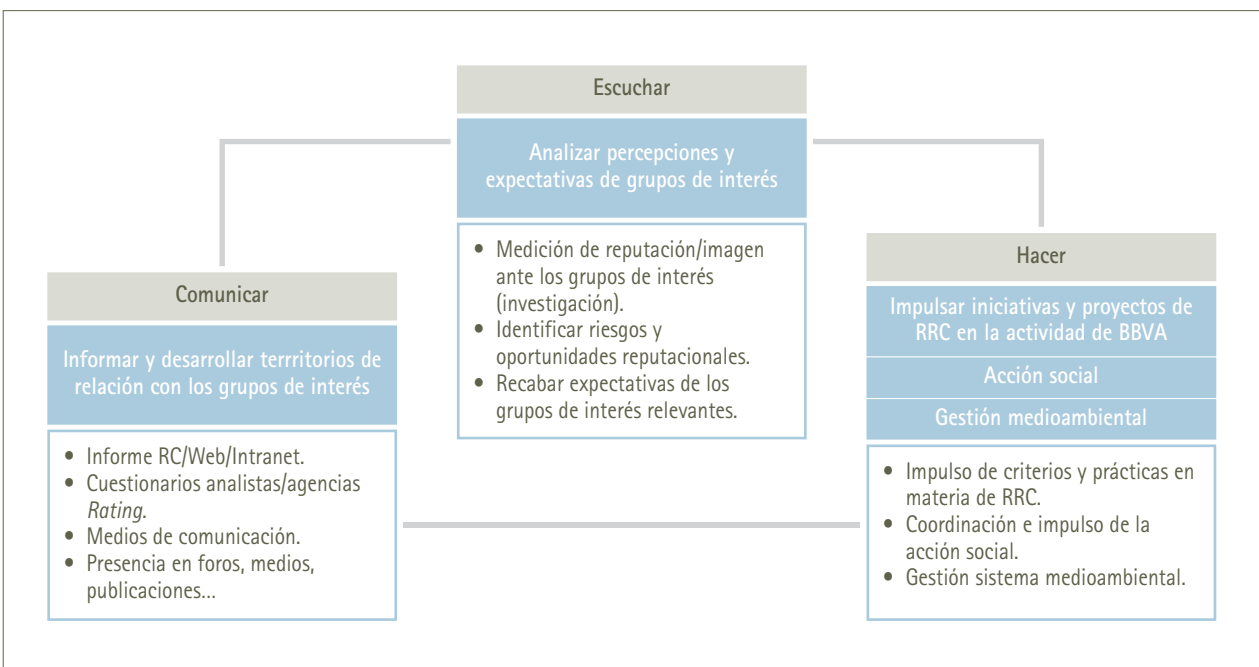 Escuchar
Analizar percepciones y
expectativas de grupos de interés
• Medición de reputación/imagen
ante los grupos de interés
(investigación).
• Identificar riesgos y
oportunidades reputacionales.
• Recabar expectativas de los
grupos de interés relevantes.
Comunicar
Informar y desarrollar terrritorios de
relación con los grupos de interés
• Informe RC/Web/Intranet.
• Cuestionarios analistas/agencias
Rating.
• Medios de comunicación.
• Presencia en foros, medios,
publicaciones...
Hacer
Impulsar iniciativas y proyectos de
RRC en la actividad de BBVA
Acción social
Gestión medioambiental
• Impulso de criterios y prácticas en
materia de RRC.
• Coordinación e impulso de la
acción social.
• Gestión sistema medioambiental.